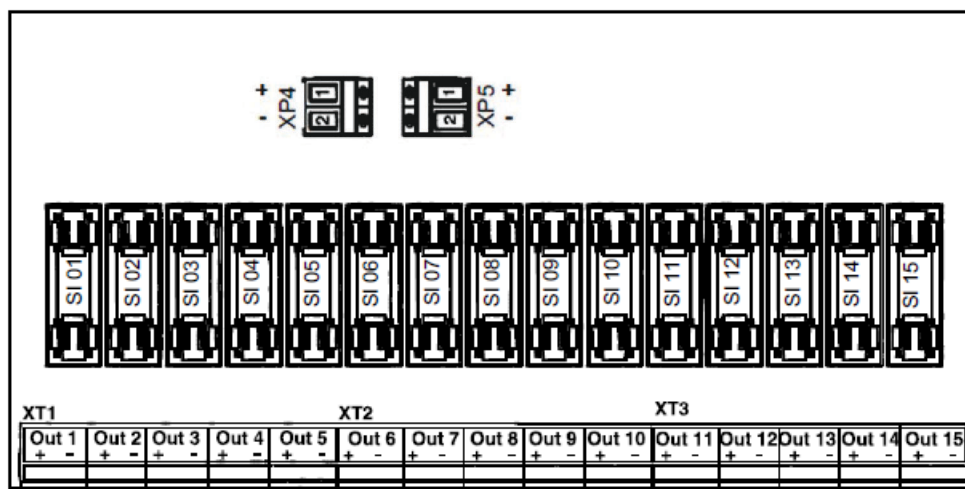 + XP4 -
1
2
1
2
+ XP5 -
SI 01 SI 02 SI 03 SI 04 SI 05 SI 06 SI 07 SI 08 SI 09 SI 10 SI 11 SI 12 SI 13 SI 14 SI 15
XT1 XT2 XT3
Out 1 Out 2 Out 3 Out 4 Out 5 Out 6 Out 7 Out 8 Out 9 Out 10 Out 11 Out 12 Out 13 Out 14 Out 15
+ - + - + - + - + - + - + - + - + - + - + - + - + - + - + -